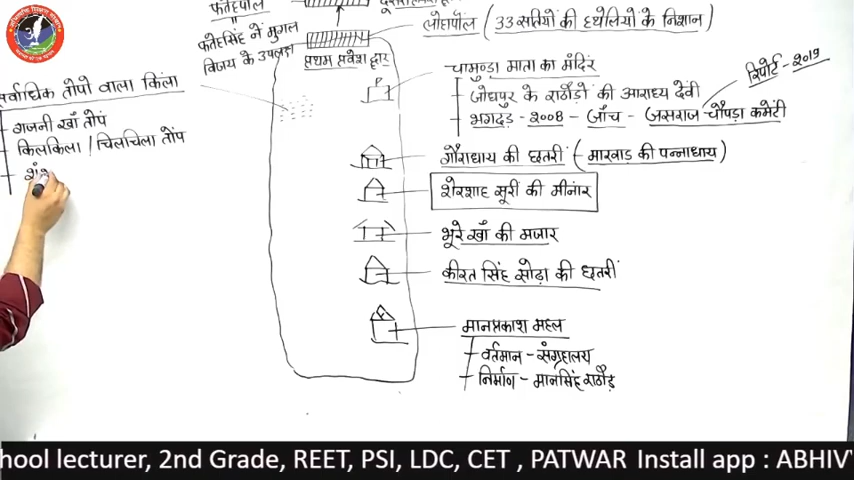 फतेहपोल
लोहापोल (33 सतियों की हथेलियों के निशान)
फतेहसिंह ने मुगल
विजय के उपलक्ष
प्रथम प्रवेश द्वार
सर्वाधिक तोपो वाला किला
गजनी खाँ तोप
किलकिला / चिलचिला तोप
शं
चामुण्डा माता का मंदिर
जोधपुर के राठौड़ों की आराध्य देवी
भगदड़ - 2008 - जाँच - जसराज चौपड़ा कमेटी
रिपोर्ट - 2019
गौराधाय की छतरी (मारवाड़ की पन्नाधाय)
शेरशाह सूरी की मीनार
भूरे खाँ की मजार
कीरत सिंह सोढ़ा की छतरी
मानप्रकाश महल
वर्तमान - संग्रहालय
निर्माण - मानसिंह राठौड़
hool lecturer, 2nd Grade, REET, PSI, LDC, CET , PATWAR Install app : ABHIV